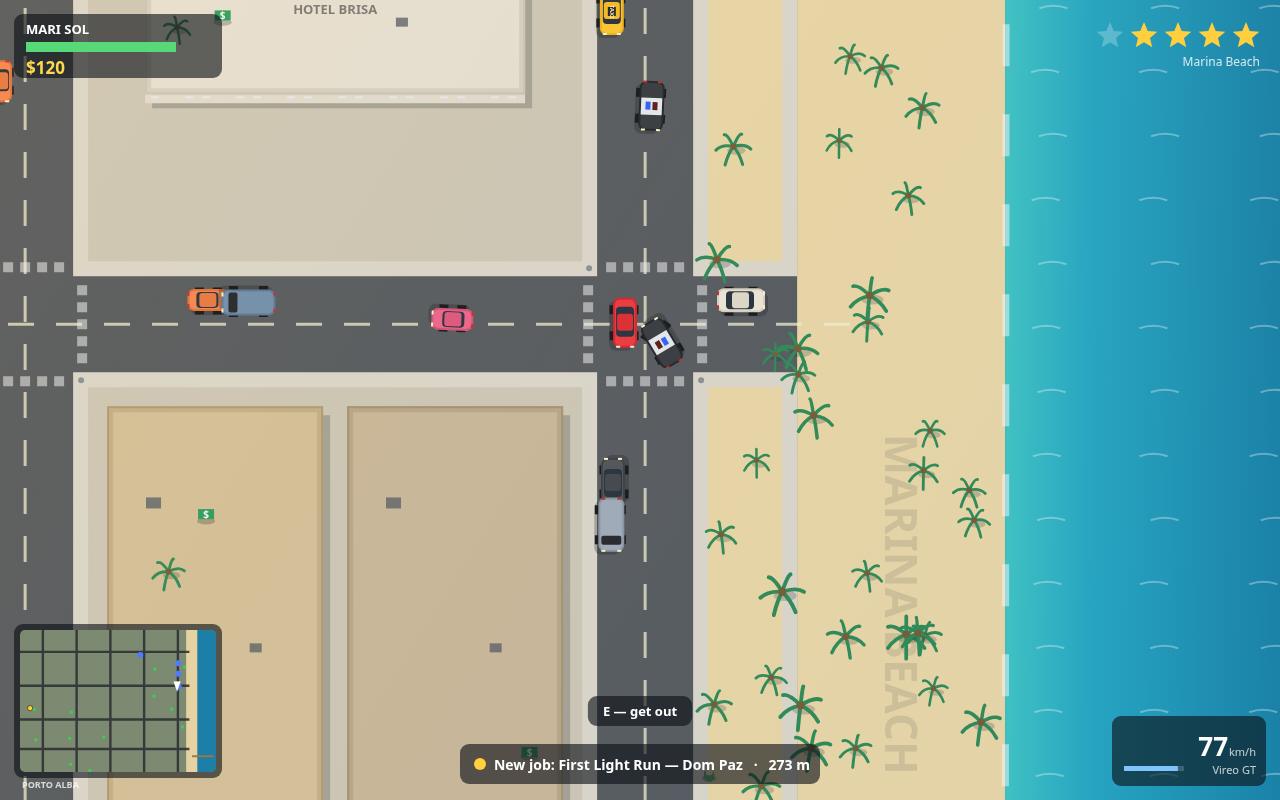 HOTEL BRISA
MARI SOL
$120
$
Marina Beach
$
MARINA BEACH
E — get out
New job: First Light Run — Dom Paz · 273 m
$
77 km/h
Vireo GT
PORTO ALBA